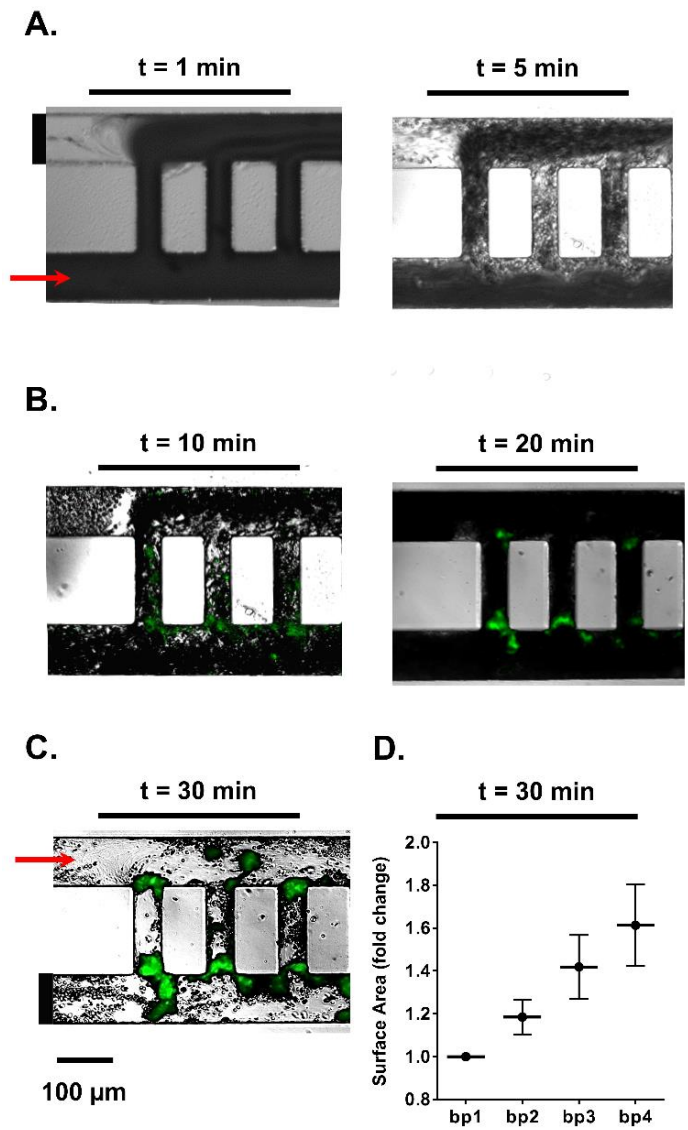 A.
t = 1 min
t = 5 min
B.
t = 10 min
t = 20 min
C.
t = 30 min
100 µm
D.
t = 30 min
Surface Area (fold change)
2.0
1.8
1.6
1.4
1.2
1.0
0.8
bp1 bp2 bp3 bp4